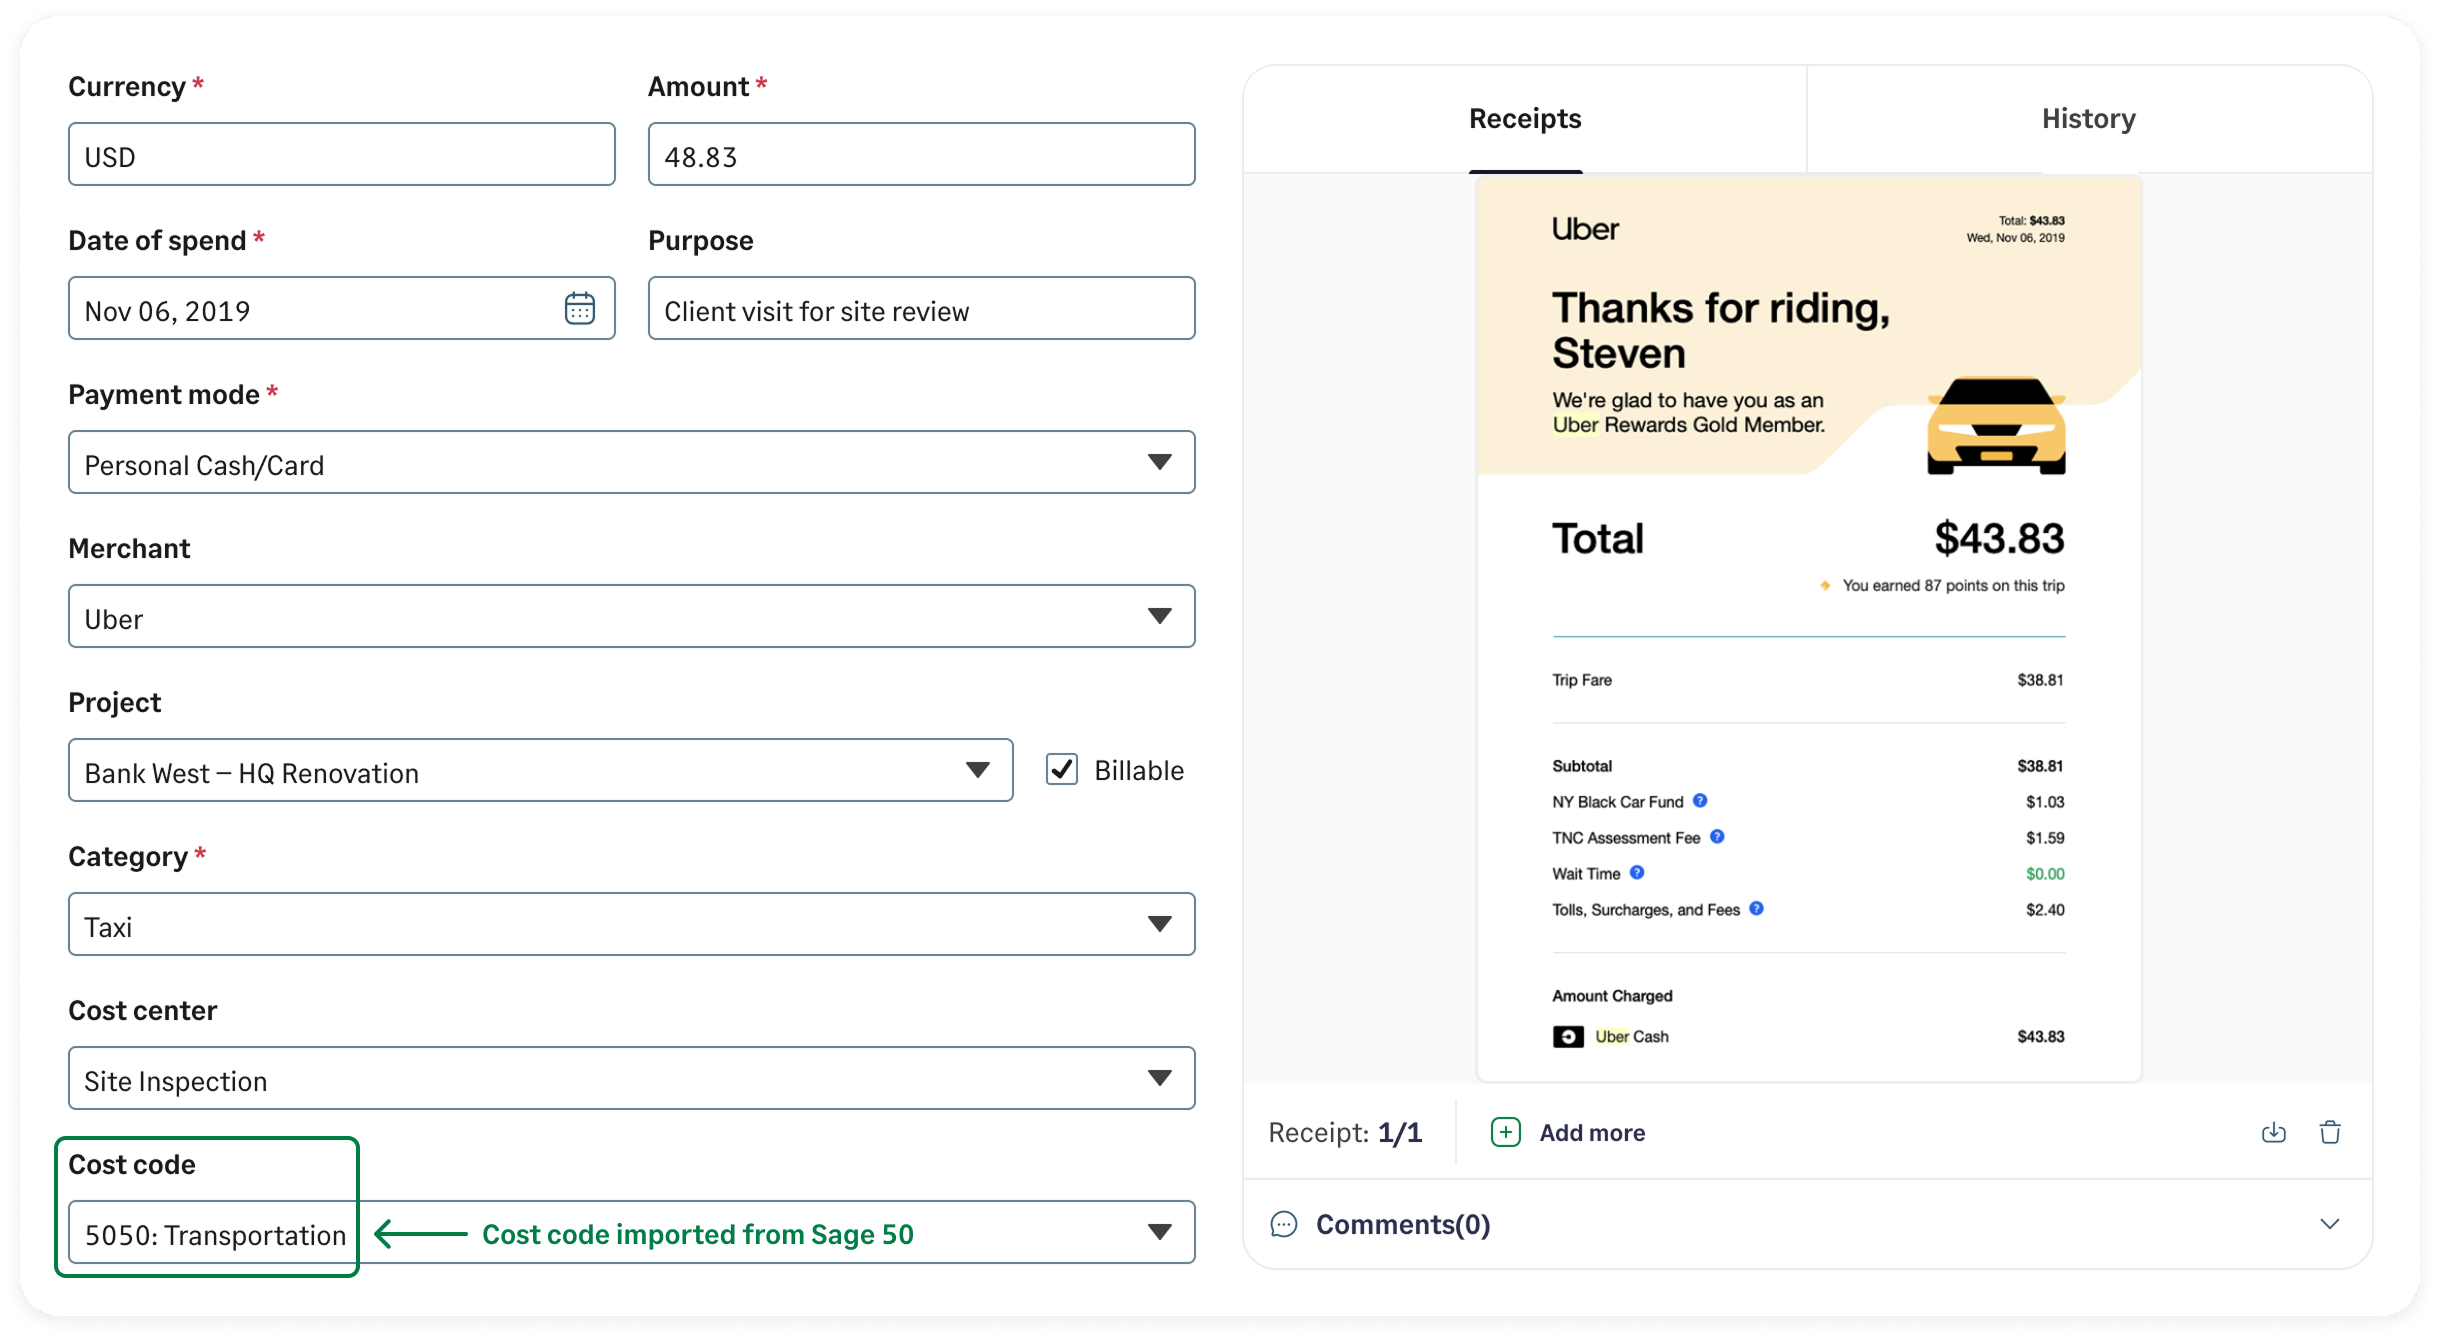 Currency *
Amount *
USD
48.83
Date of spend *
Purpose
Nov 06, 2019
Client visit for site review
Payment mode *
Personal Cash/Card
Merchant
Uber
Project
Bank West – HQ Renovation
Billable
Category *
Taxi
Cost center
Site Inspection
Cost code
5050: Transportation
Cost code imported from Sage 50
Receipts
History
Uber
Total: $43.83
Wed, Nov 06, 2019
Thanks for riding,
Steven
We're glad to have you as an
Uber Rewards Gold Member.
Total $43.83
You earned 87 points on this trip
Trip Fare $38.81
Subtotal $38.81
NY Black Car Fund ? $1.03
TNC Assessment Fee ? $1.59
Wait Time ? $0.00
Tolls, Surcharges, and Fees ? $2.40
Amount Charged
Uber Cash $43.83
Receipt: 1/1
Add more
Comments(0)